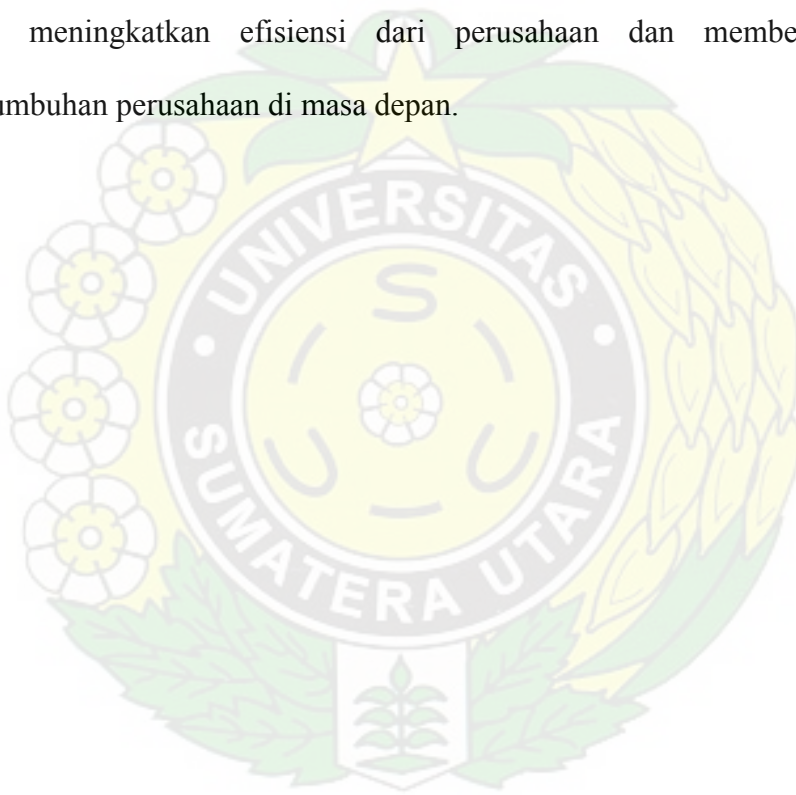 meningkatkan efisiensi dari perusahaan dan membe
umbuhan perusahaan di masa depan.
UNIVERSITAS
S
U U
SUMATERA UTARA